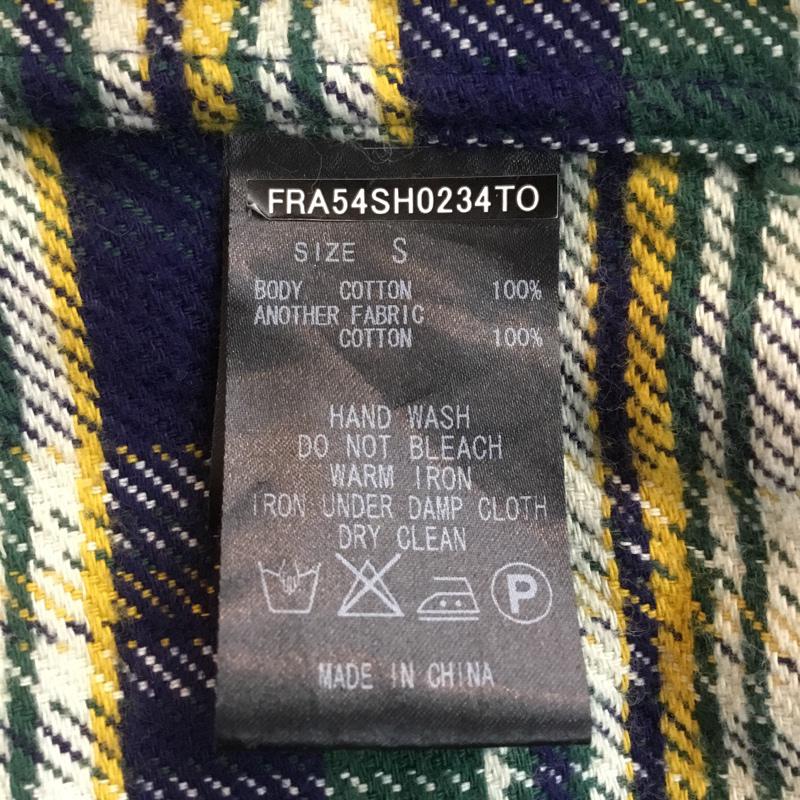 FRA54SH0234TO
SIZE S
BODY COTTON 100%
ANOTHER FABRIC
COTTON 100%
HAND WASH
DO NOT BLEACH
WARM IRON
IRON UNDER DAMP CLOTH
DRY CLEAN
P
MADE IN CHINA